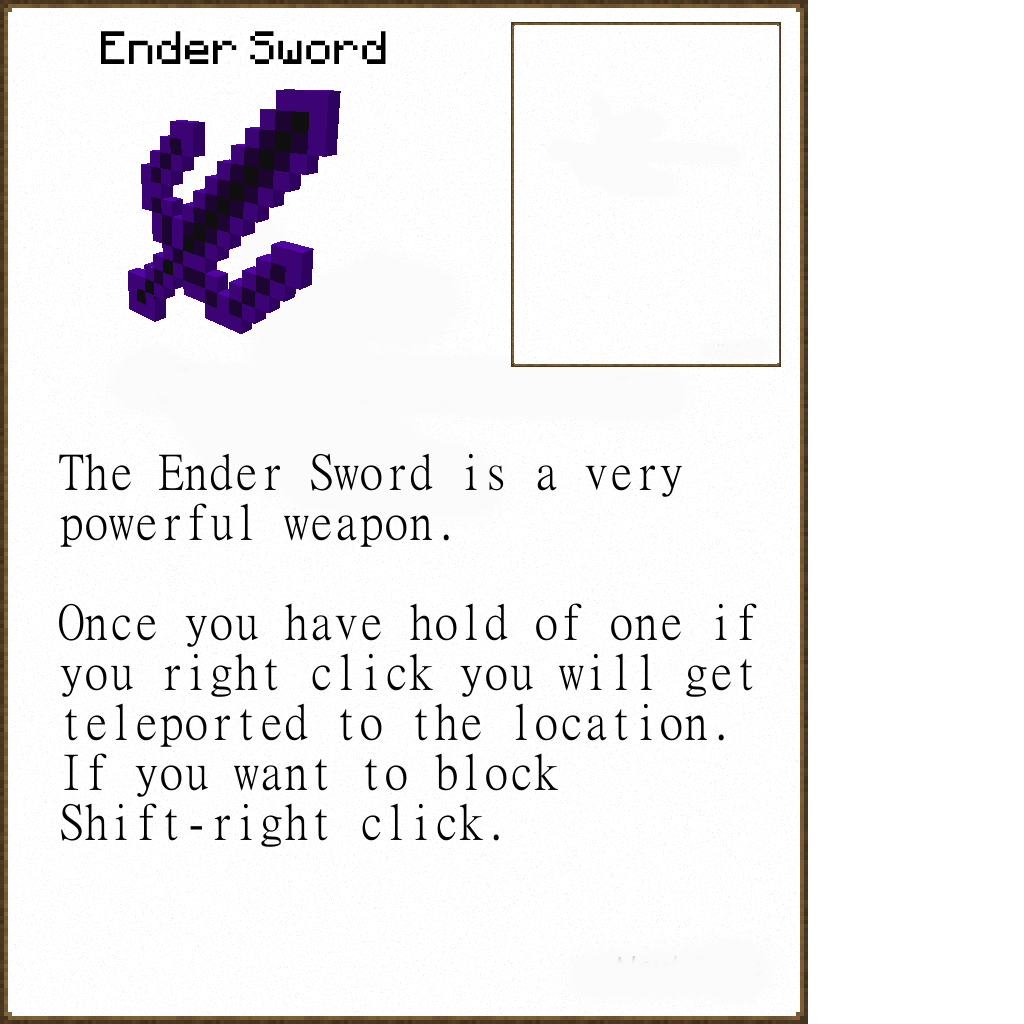 Ender Sword
The Ender Sword is a very
powerful weapon.
Once you have hold of one if
you right click you will get
teleported to the location.
If you want to block
Shift-right click.